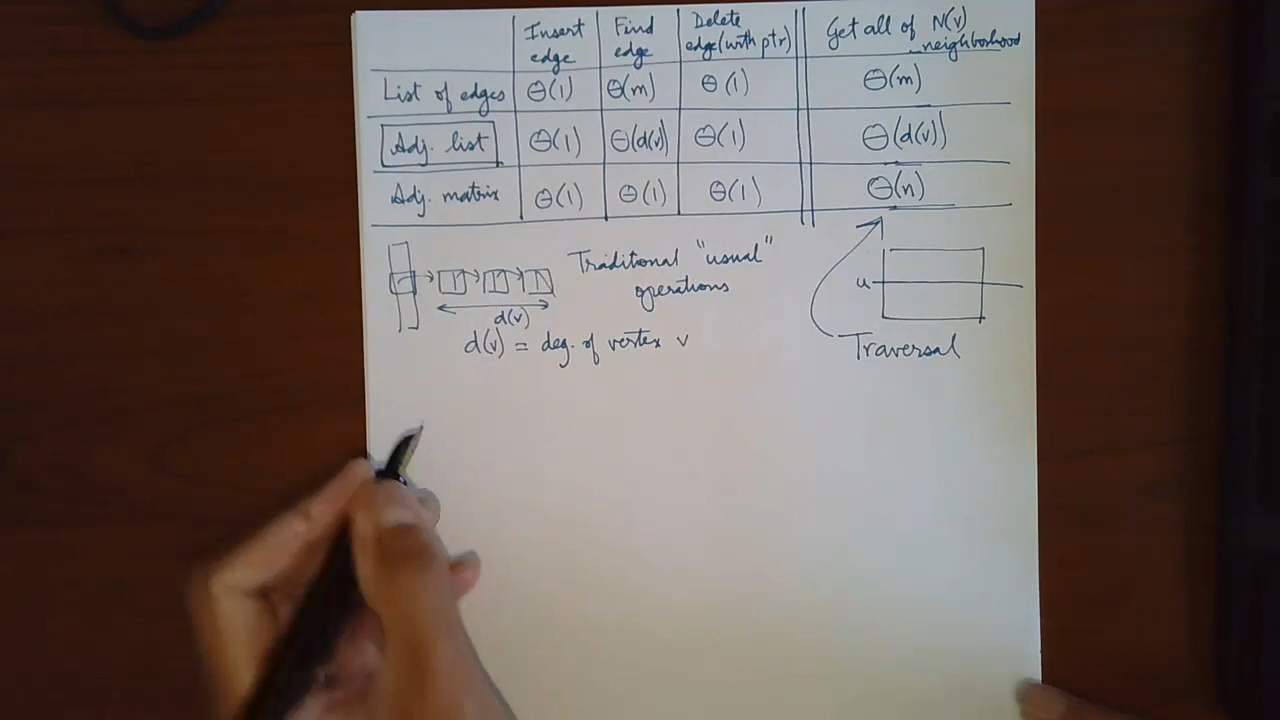 Insert edge | Find edge | Delete edge (with ptr) | Get all of N(v) neighborhood
List of edges | Θ(1) | Θ(m) | Θ(1) | Θ(m)
Adj. list | Θ(1) | Θ(d(v)) | Θ(1) | Θ(d(v))
Adj. matrix | Θ(1) | Θ(1) | Θ(1) | Θ(n)
Traditional "usual"
operations
d(v)
d(v) = deg. of vertex v
u
Traversal